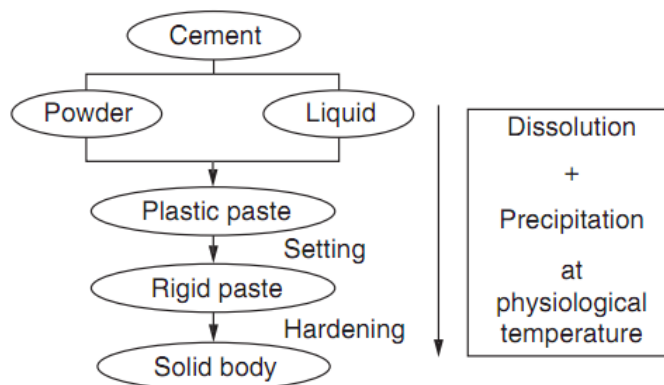 Cement
Powder
Liquid
Plastic paste
Setting
Rigid paste
Hardening
Solid body
Dissolution
+
Precipitation
at
physiological
temperature